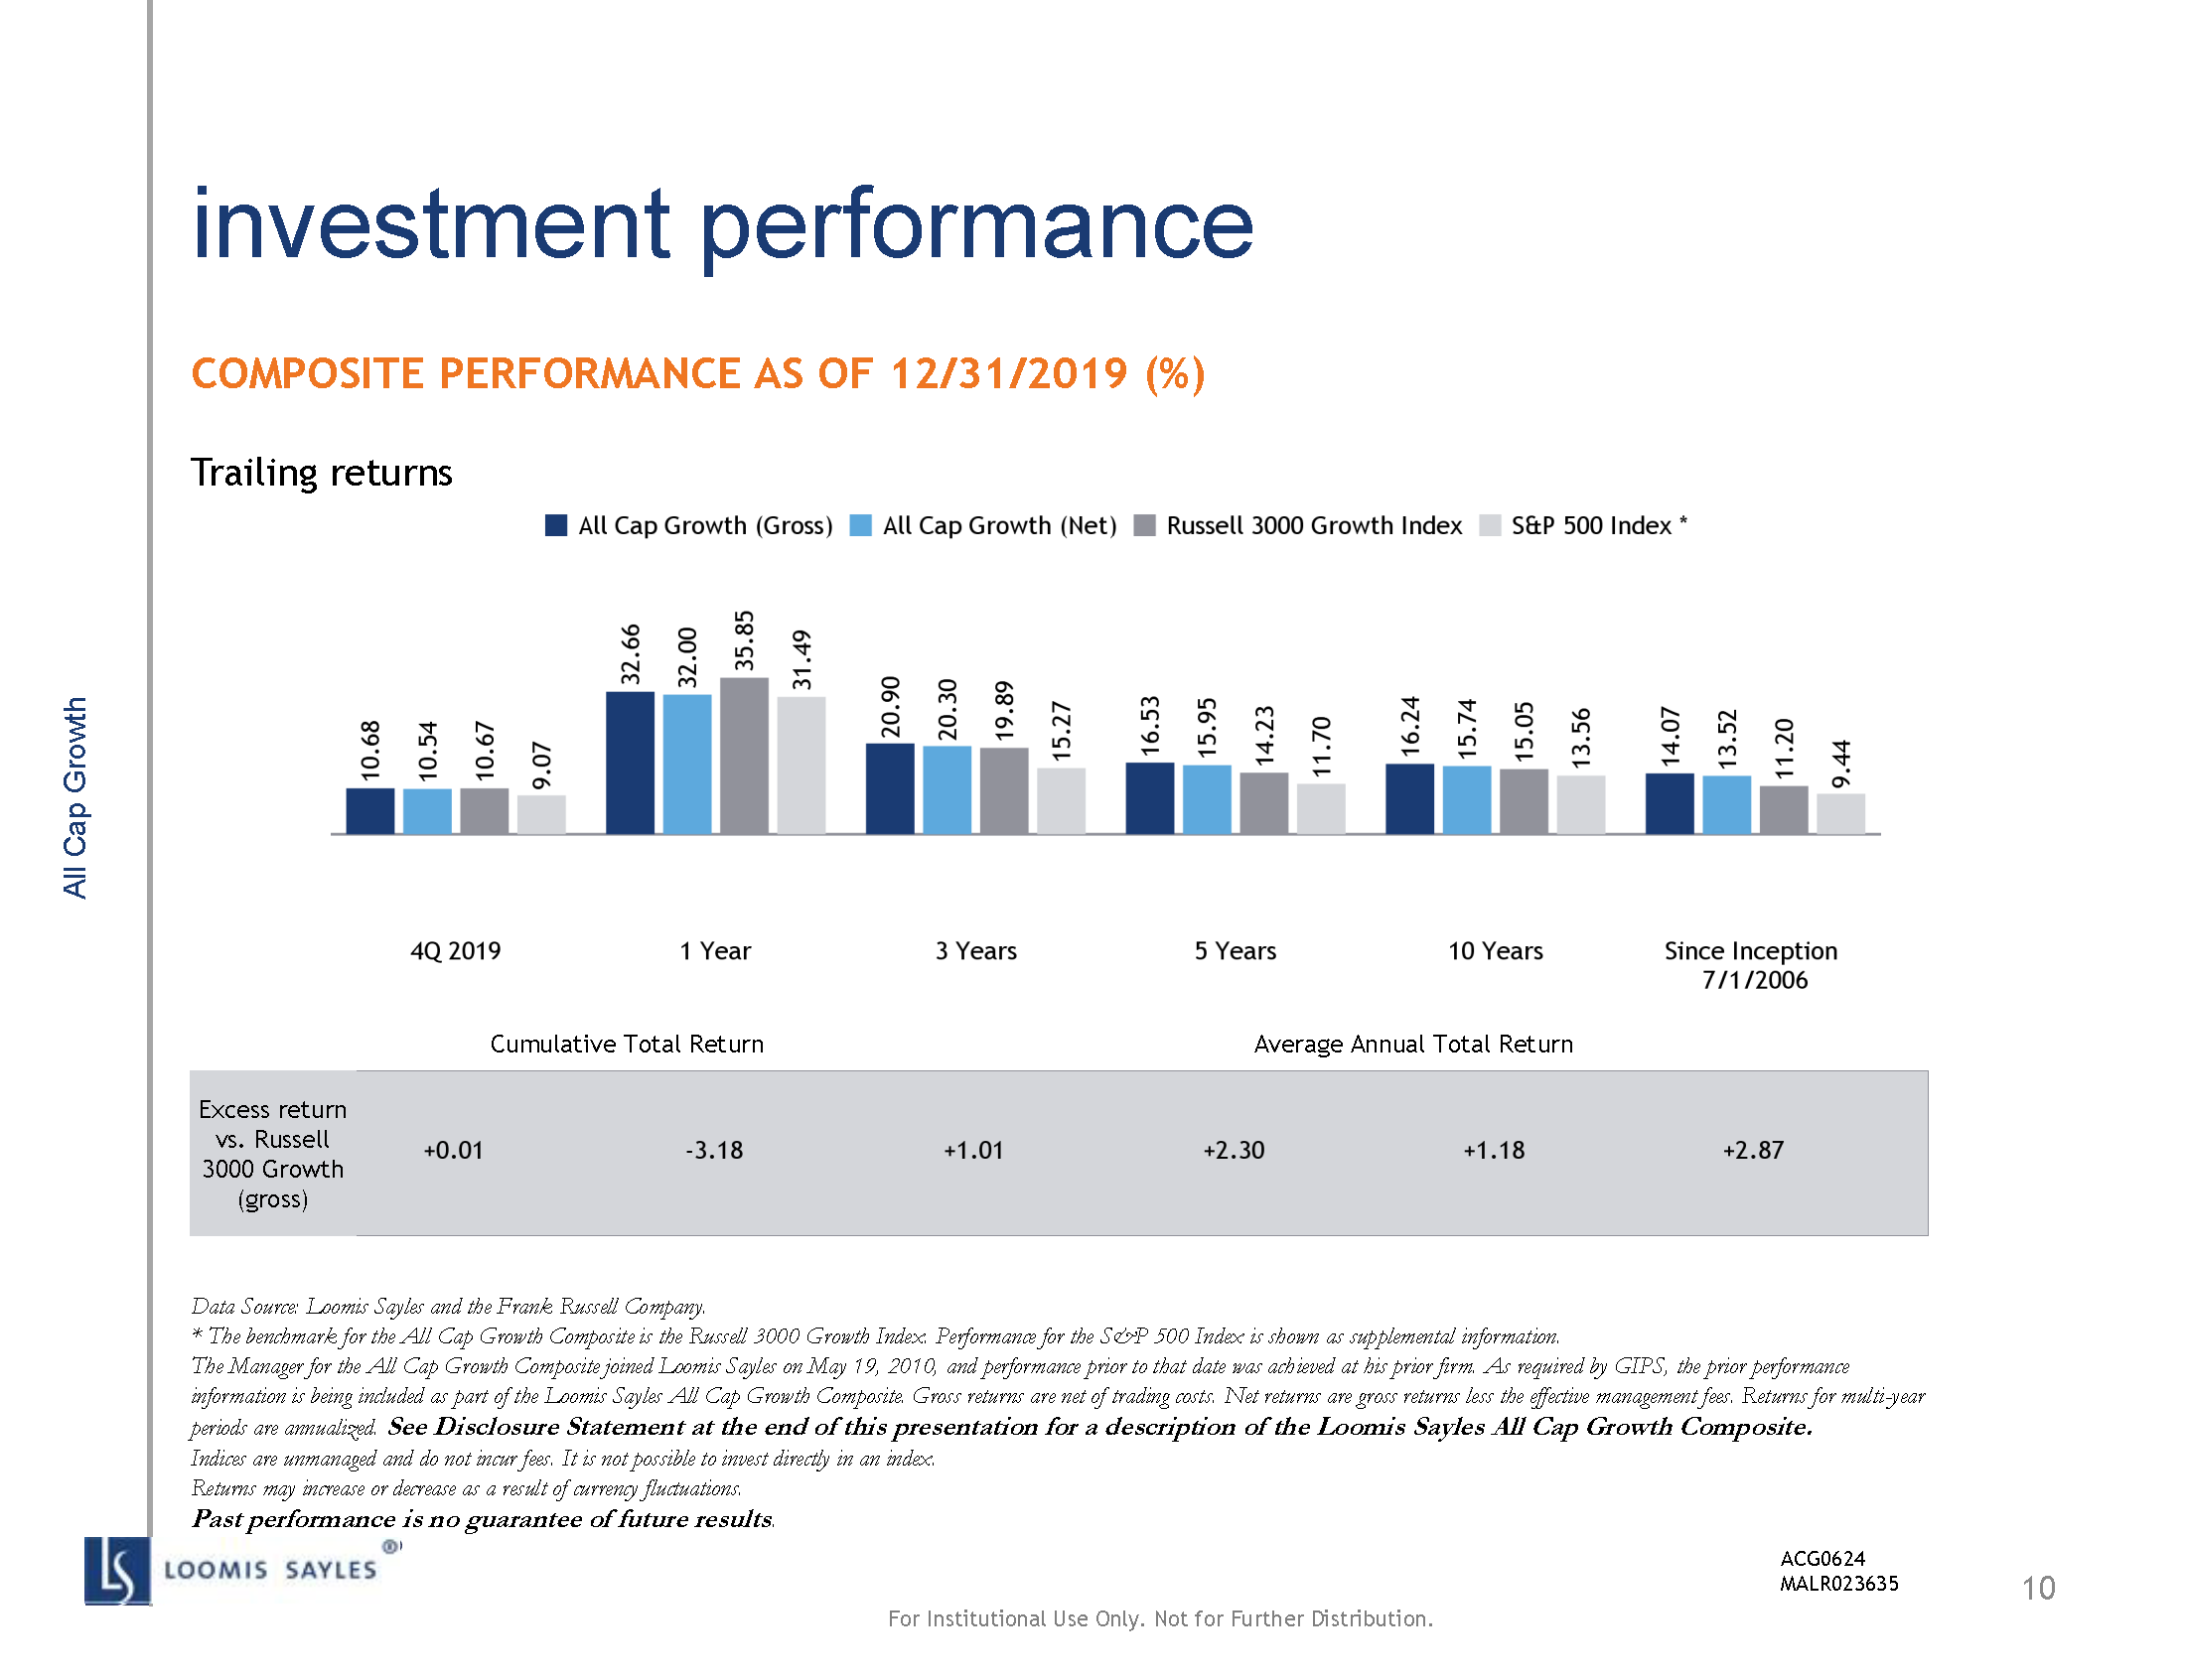 investment performance
COMPOSITE PERFORMANCE AS OF 12/31/2019 (%)
Trailing returns
All Cap Growth (Gross) All Cap Growth (Net) Russell 3000 Growth Index S&P 500 Index *
All Cap Growth
10.68 10.54 10.67 9.07 32.66 32.00 35.85 31.49 20.90 20.30 19.89 15.27 16.53 15.95 14.23 11.70 16.24 15.74 15.05 13.56 14.07 13.52 11.20 9.44
4Q 2019 1 Year 3 Years 5 Years 10 Years Since Inception
7/1/2006
Cumulative Total Return Average Annual Total Return
Excess return
vs. Russell
3000 Growth
(gross)
+0.01 -3.18 +1.01 +2.30 +1.18 +2.87
Data Source: Loomis Sayles and the Frank Russell Company.
* The benchmark for the All Cap Growth Composite is the Russell 3000 Growth Index. Performance for the S&P 500 Index is shown as supplemental information.
The Manager for the All Cap Growth Composite joined Loomis Sayles on May 19, 2010, and performance prior to that date was achieved at his prior firm. As required by GIPS, the prior performance
information is being included as part of the Loomis Sayles All Cap Growth Composite. Gross returns are net of trading costs. Net returns are gross returns less the effective management fees. Returns for multi-year
periods are annualized. See Disclosure Statement at the end of this presentation for a description of the Loomis Sayles All Cap Growth Composite.
Indices are unmanaged and do not incur fees. It is not possible to invest directly in an index.
Returns may increase or decrease as a result of currency fluctuations.
Past performance is no guarantee of future results.
LS LOOMIS SAYLES ®
ACG0624
MALR023635
10
For Institutional Use Only. Not for Further Distribution.